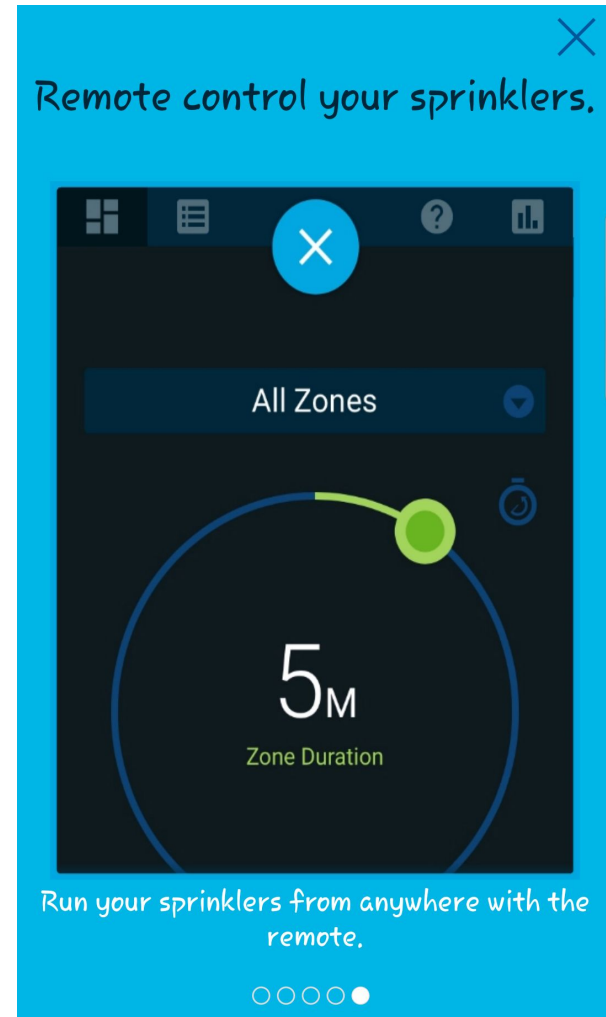 Remote control your sprinklers.
All Zones
5M
Zone Duration
Run your sprinklers from anywhere with the
remote.